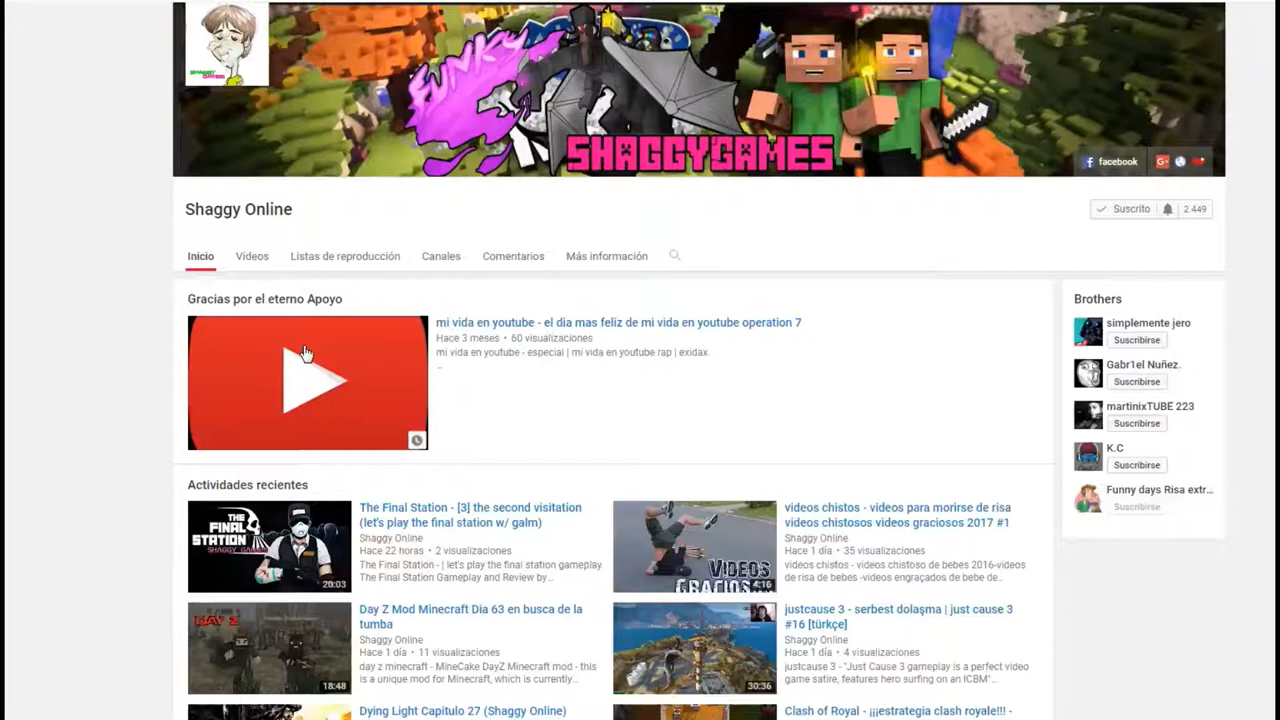 SHAGGYGAMES
facebook
Shaggy Online
Suscrito 2.449
Inicio Vídeos Listas de reproducción Canales Comentarios Más información
Gracias por el eterno Apoyo
mi vida en youtube - el dia mas feliz de mi vida en youtube operation 7
Hace 3 meses • 60 visualizaciones
mi vida en youtube - especial | mi vida en youtube rap | exidax.
...
Brothers
simplemente jero
Suscribirse
Gabr1el Nuñez.
Suscribirse
martinixTUBE 223
Suscribirse
K.C
Suscribirse
Funny days Risa extr...
Suscribirse
Actividades recientes
THE FINAL STATION
SHAGGY GAMES
20:03
The Final Station - [3] the second visitation
(let's play the final station w/ galm)
Shaggy Online
Hace 22 horas • 2 visualizaciones
The Final Station - | let's play the final station gameplay
The Final Station Gameplay and Review by...
VIDEOS
GRACIOS
4:16
videos chistos - videos para morirse de risa
videos chistosos videos graciosos 2017 #1
Shaggy Online
Hace 1 día • 35 visualizaciones
videos chistos - videos chistoso de bebes 2016-videos
de risa de bebes -videos engraçados de bebe de...
DAY Z
18:48
Day Z Mod Minecraft Dia 63 en busca de la
tumba
Shaggy Online
Hace 1 día • 11 visualizaciones
day z minecraft - MineCake DayZ Minecraft mod - this
is a unique mod for Minecraft, which is currently...
30:36
justcause 3 - serbest dolaşma | just cause 3
#16 [türkçe]
Shaggy Online
Hace 1 día • 4 visualizaciones
justcause 3 - "Just Cause 3 gameplay is a perfect video
game satire, features hero surfing on an ICBM"...
Dying Light Capitulo 27 (Shaggy Online)
Clash of Royal - ¡¡¡estrategia clash royale!!! -